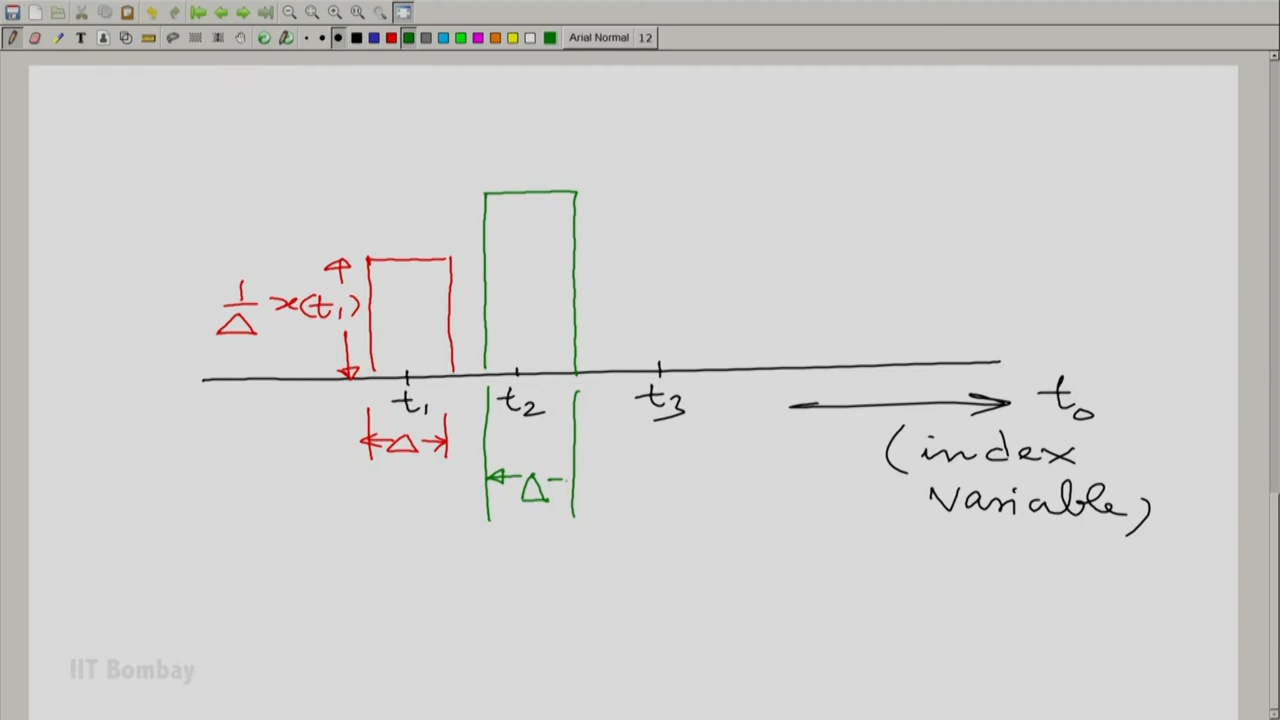 Arial Normal 12
1/Δ x(t₁)
t₁ t₂ t₃ t₀
Δ (index
Δ variable)
IIT Bombay